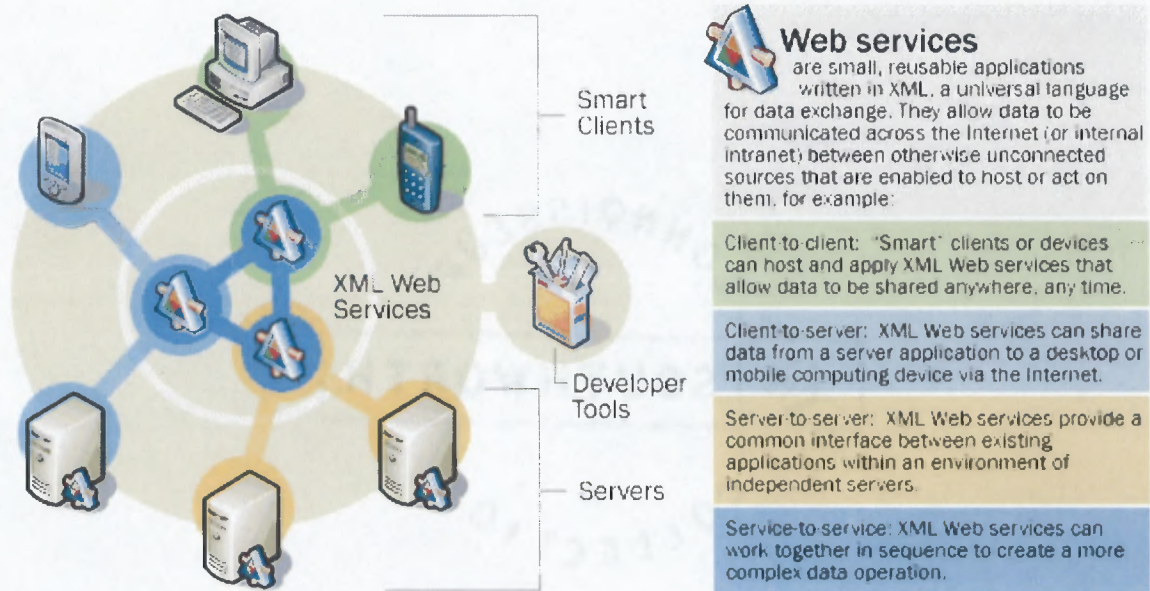 Smart
Clients
XML Web
Services
Developer
Tools
Servers
Web services
are small, reusable applications
written in XML, a universal language
for data exchange. They allow data to be
communicated across the Internet (or internal
intranet) between otherwise unconnected
sources that are enabled to host or act on
them, for example:
Client-to-client: "Smart" clients or devices
can host and apply XML Web services that
allow data to be shared anywhere, any time.
Client-to-server: XML Web services can share
data from a server application to a desktop or
mobile computing device via the Internet.
Server-to-server: XML Web services provide a
common interface between existing
applications within an environment of
independent servers.
Service-to-service: XML Web services can
work together in sequence to create a more
complex data operation.